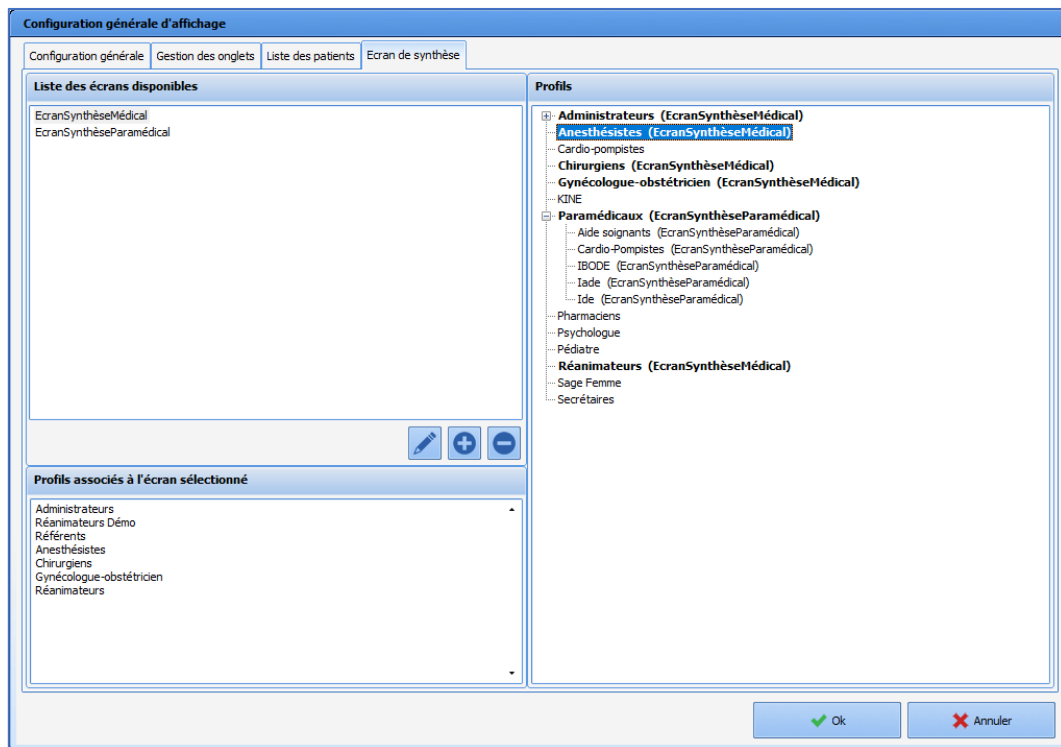 Configuration générale d'affichage
Configuration générale
Gestion des onglets
Liste des patients
Ecran de synthèse
Liste des écrans disponibles
EcranSynthèseMédical
EcranSynthèseParamédical
Profils associés à l'écran sélectionné
Administrateurs
Réanimateurs Démo
Référents
Anesthésistes
Chirurgiens
Gynécologue-obstétricien
Réanimateurs
Profils
Administrateurs (EcranSynthèseMédical)
Anesthésistes (EcranSynthèseMédical)
Cardio-pompistes
Chirurgiens (EcranSynthèseMédical)
Gynécologue-obstétricien (EcranSynthèseMédical)
KINE
Paramédicaux (EcranSynthèseParamédical)
Aide soignants (EcranSynthèseParamédical)
Cardio-Pompistes (EcranSynthèseParamédical)
IBODE (EcranSynthèseParamédical)
Iade (EcranSynthèseParamédical)
Ide (EcranSynthèseParamédical)
Pharmaciens
Psychologue
Pédiatre
Réanimateurs (EcranSynthèseMédical)
Sage Femme
Secrétaires
Ok
Annuler